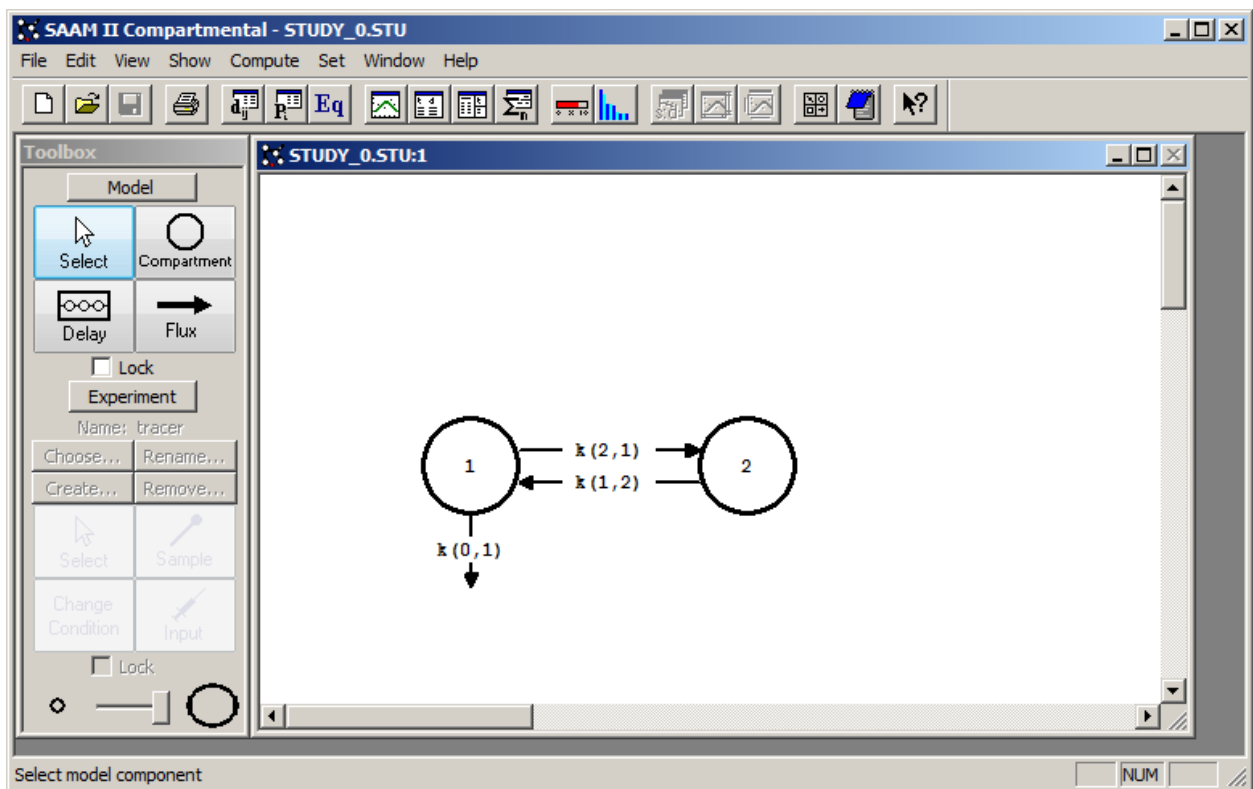 SAAM II Compartmental - STUDY_0.STU
File Edit View Show Compute Set Window Help
Eq
Toolbox
STUDY_0.STU:1
Model
Select Compartment
Delay Flux
Lock
Experiment
Name: tracer
Choose... Rename...
Create... Remove...
Select Sample
Change Condition Input
Lock
1 k(2,1) 2
k(1,2)
k(0,1)
Select model component NUM